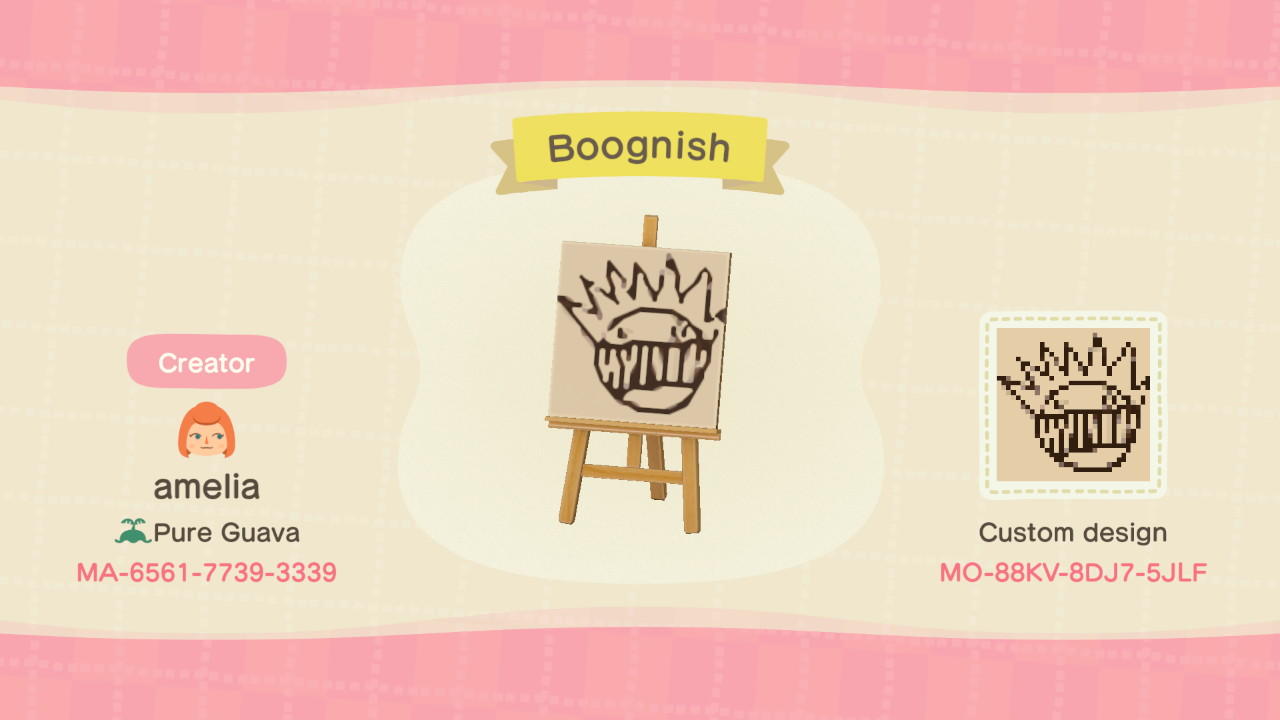 Boognish
Creator
amelia
Pure Guava
MA-6561-7739-3339
Custom design
MO-88KV-8DJ7-5JLF